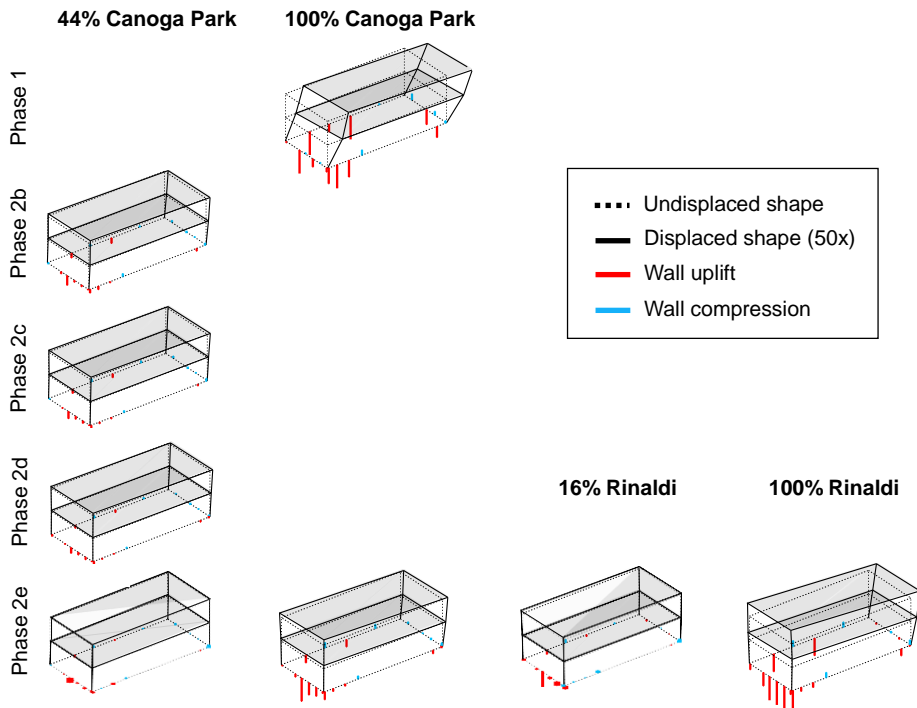 44% Canoga Park
100% Canoga Park
Phase 1
Phase 2b
Undisplaced shape
Displaced shape (50x)
Wall uplift
Wall compression
Phase 2c
Phase 2d
16% Rinaldi
100% Rinaldi
Phase 2e